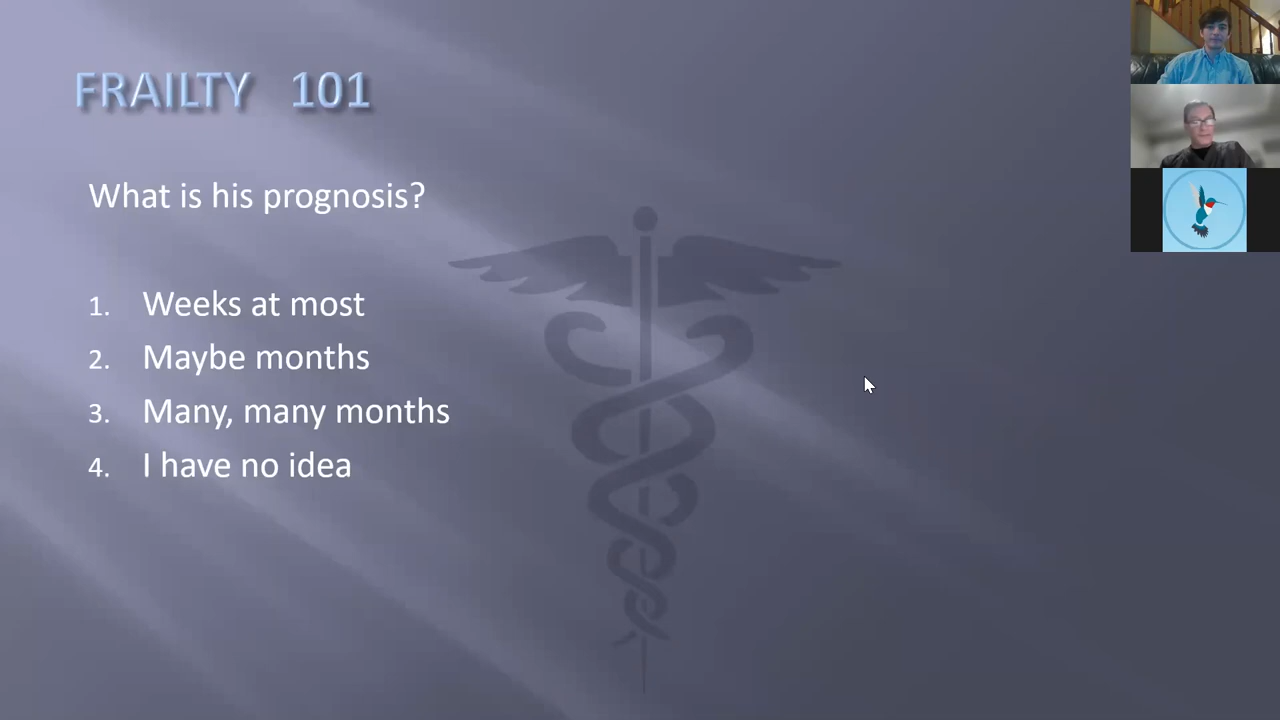 FRAILTY 101
What is his prognosis?
1. Weeks at most
2. Maybe months
3. Many, many months
4. I have no idea